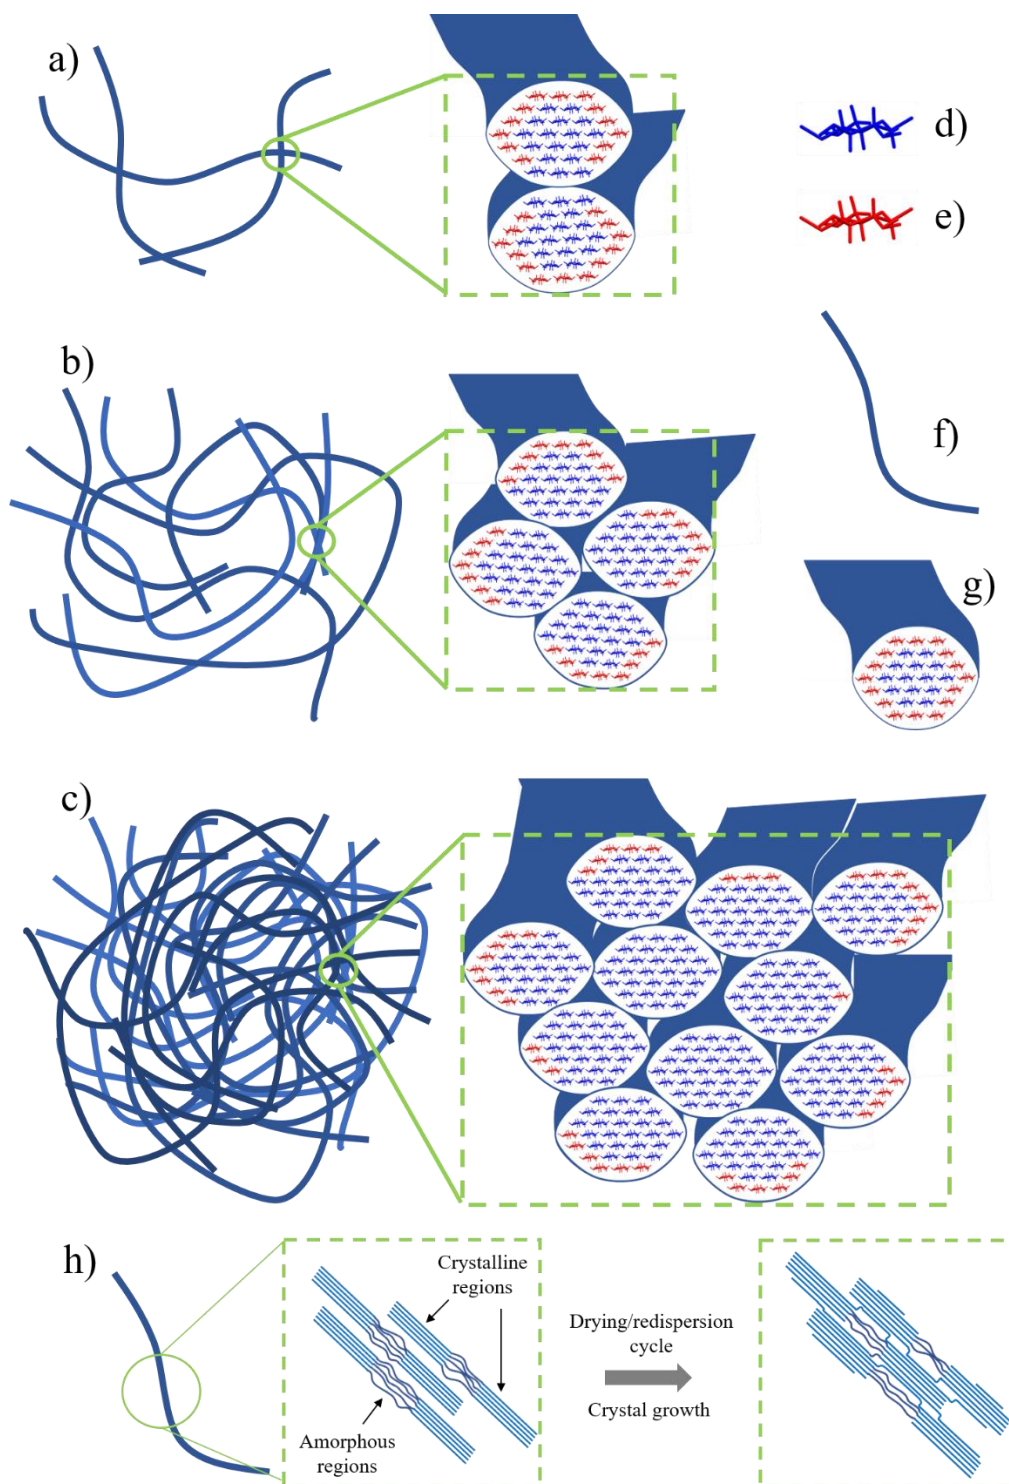 a)
d)
e)
b)
f)
g)
c)
h)
Crystalline
regions
Drying/redispersion
cycle
Crystal growth
Amorphous
regions